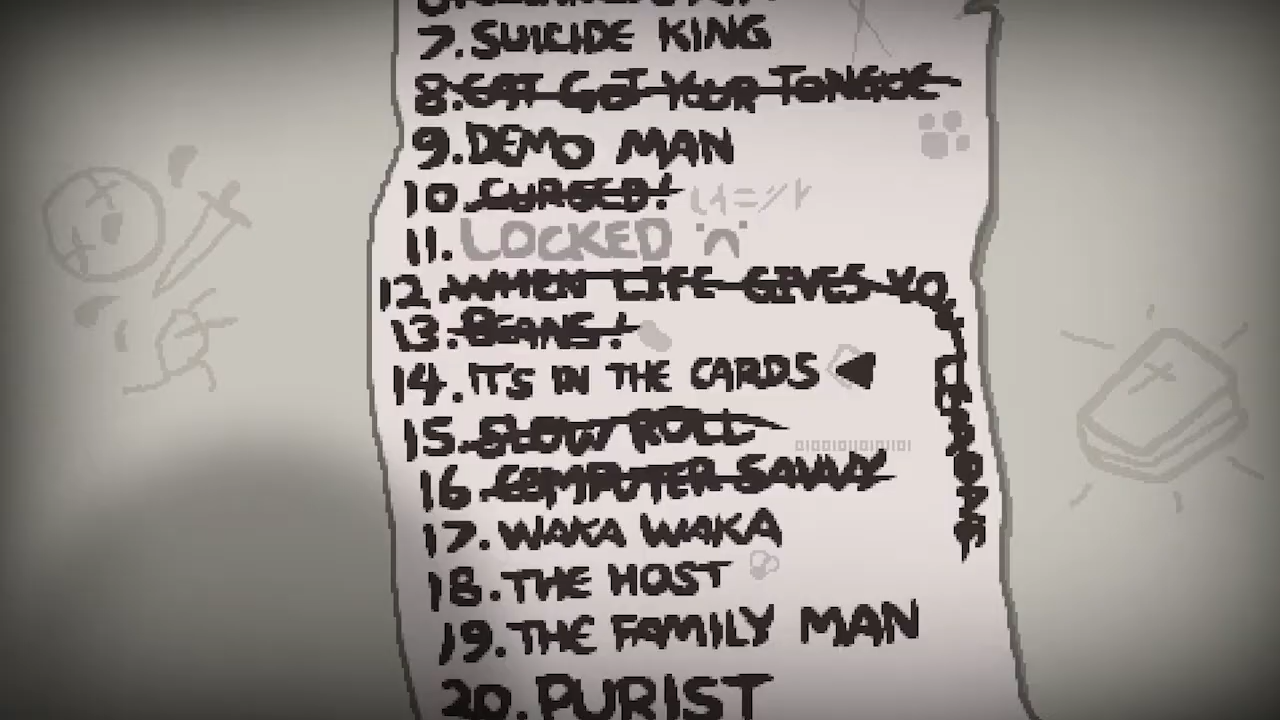 7. SUICIDE KING
8. CAT GOT YOUR TONGUE
9. DEMO MAN
10. CURSED!
11. LOCKED :(
12. WHEN LIFE GIVES YOU LEMONS
13. BEANS!
14. IT'S IN THE CARDS
15. SLOW ROLL
16. COMPUTER SAVVY
010010110101101
17. WAKA WAKA
18. THE HOST
19. THE FAMILY MAN
20. PURIST